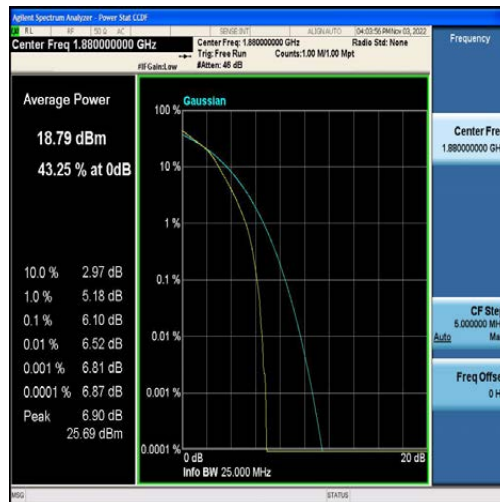 Agilent Spectrum Analyzer - Power Stat CCDF
RL RF 50 Ω AC SENSE:INT ALIGNAUTO 04:03:56 PM Nov 03, 2022
Center Freq 1.880000000 GHz
Center Freq: 1.880000000 GHz
Radio Std: None
Trig: Free Run
Counts:1.00 M/1.00 Mpt
#IFGain:Low
#Atten: 46 dB
Frequency
Average Power
18.79 dBm
43.25 % at 0dB
10.0 % 2.97 dB
1.0 % 5.18 dB
0.1 % 6.10 dB
0.01 % 6.52 dB
0.001 % 6.81 dB
0.0001 % 6.87 dB
Peak 6.90 dB
25.69 dBm
Gaussian
100 %
10 %
1 %
0.1 %
0.01 %
0.001 %
0.0001 %
0 dB
20 dB
Info BW 25.000 MHz
Center Fre
1.880000000 GH
CF Ste
5.000000 MH
Auto Ma
Freq Offse
0 H
MSG
STATUS